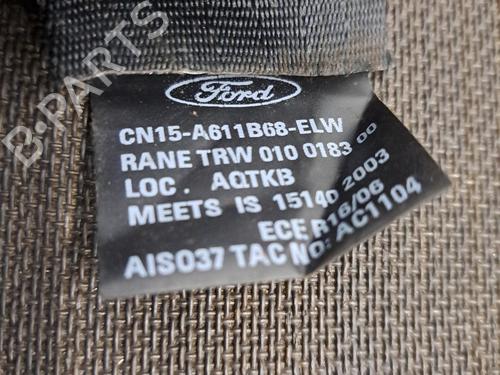 Ford
CN15-A611B68-ELW
RANE TRW 010 0183 00
LOC. AQTKB
MEETS IS 15140 2003
ECE R16/06
AIS037 TAC NO: AC1104